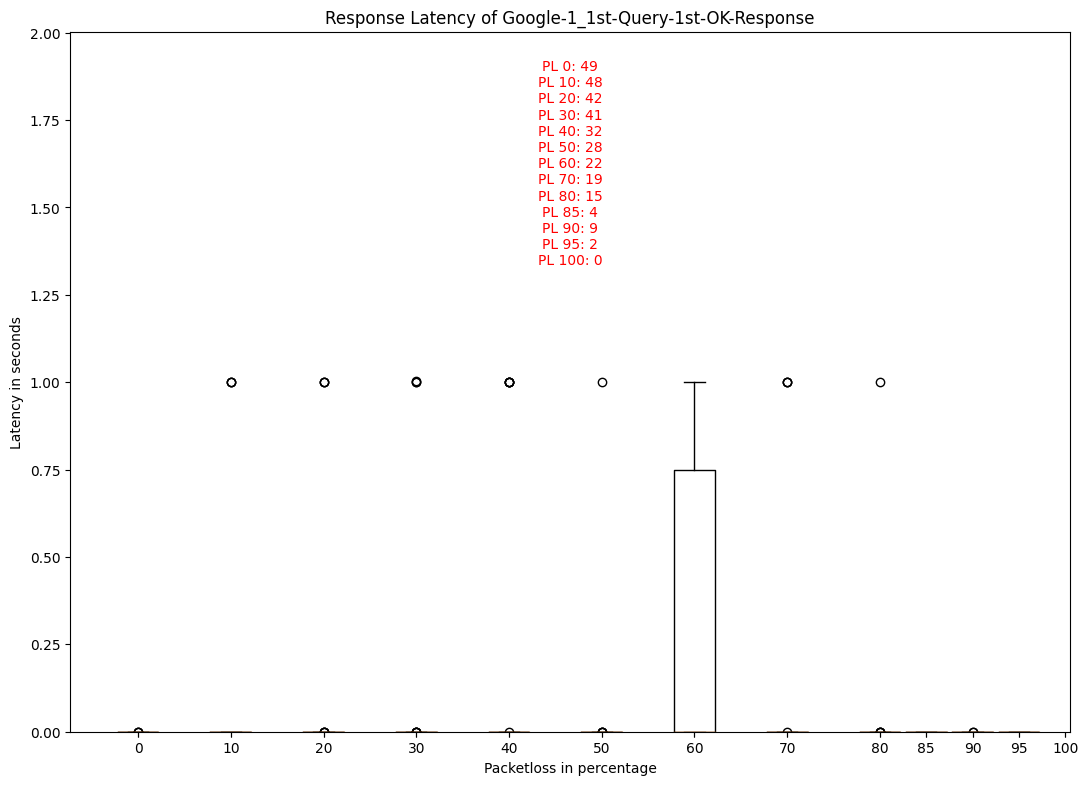 Response Latency of Google-1_1st-Query-1st-OK-Response
2.00
1.75
1.50
1.25
1.00
0.75
0.50
0.25
0.00
Latency in seconds
PL 0: 49
PL 10: 48
PL 20: 42
PL 30: 41
PL 40: 32
PL 50: 28
PL 60: 22
PL 70: 19
PL 80: 15
PL 85: 4
PL 90: 9
PL 95: 2
PL 100: 0
0 10 20 30 40 50 60 70 80 85 90 95 100
Packetloss in percentage